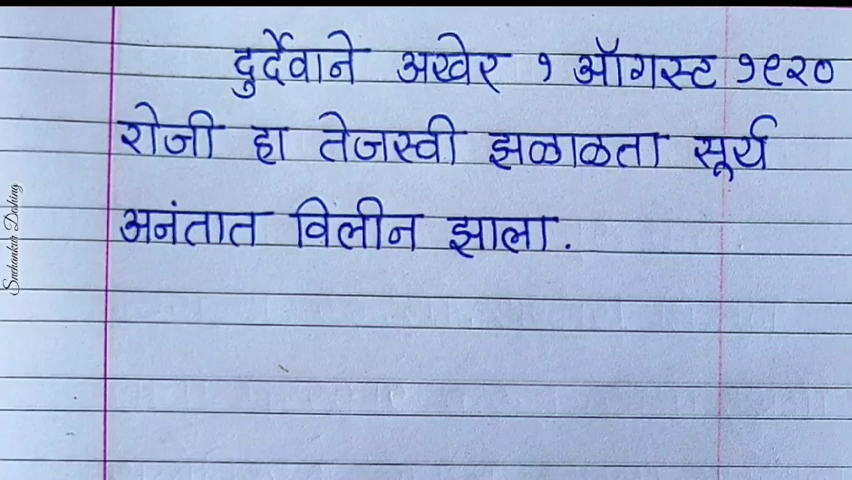 दुर्दैवाने अखेर १ ऑगस्ट १९२०
रोजी हा तेजस्वी झळाळता सूर्य
अनंतात विलीन झाला.